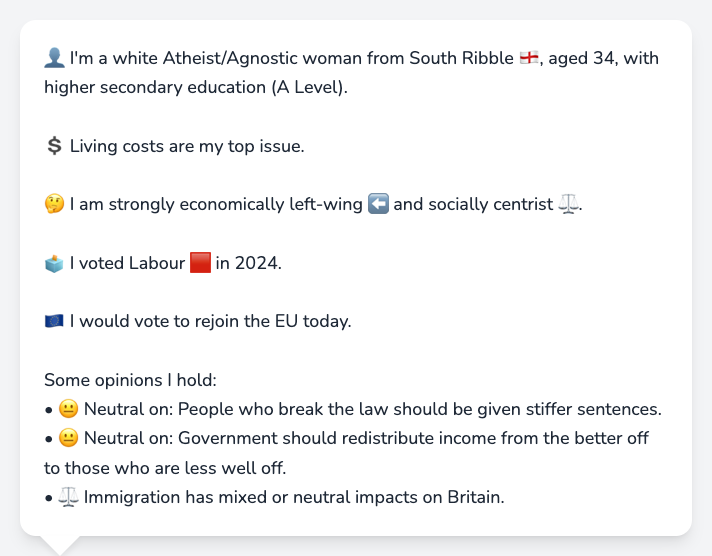 👤 I'm a white Atheist/Agnostic woman from South Ribble 🏴󠁧󠁢󠁥󠁮󠁧󠁿, aged 34, with
higher secondary education (A Level).
💲 Living costs are my top issue.
🤔 I am strongly economically left-wing ⬅️ and socially centrist ⚖️.
🗳️ I voted Labour 🟥 in 2024.
🇪🇺 I would vote to rejoin the EU today.
Some opinions I hold:
• 😐 Neutral on: People who break the law should be given stiffer sentences.
• 😐 Neutral on: Government should redistribute income from the better off
to those who are less well off.
• ⚖️ Immigration has mixed or neutral impacts on Britain.